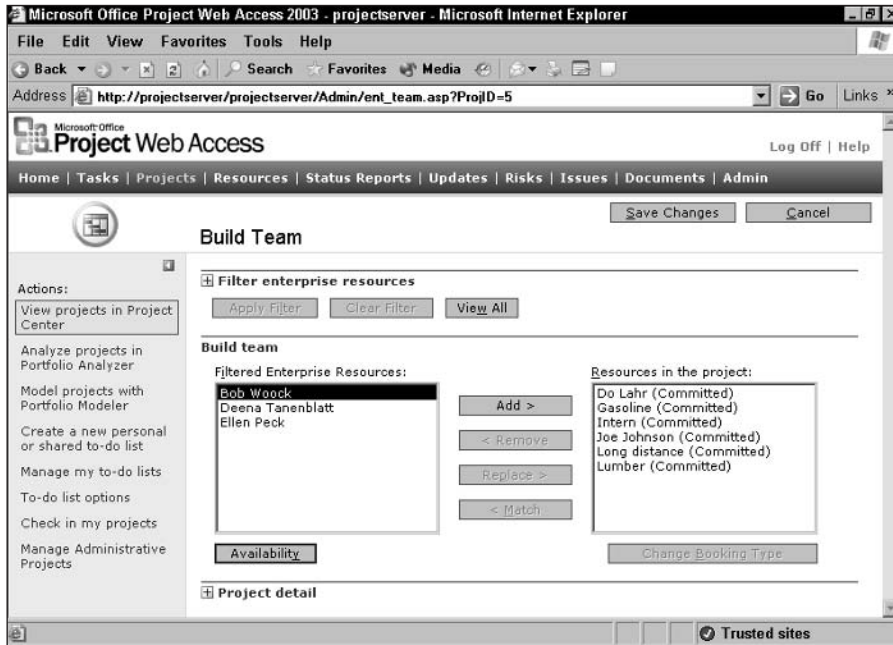 Microsoft Office Project Web Access 2003 - projectserver - Microsoft Internet Explorer
File Edit View Favorites Tools Help
Back Search Favorites Media
Address http://projectserver/projectserver/Admin/ent_team.asp?ProjID=5 Go Links »
Microsoft Office
Project Web Access
Log Off | Help
Home | Tasks | Projects | Resources | Status Reports | Updates | Risks | Issues | Documents | Admin
Save Changes Cancel
Build Team
Actions:
View projects in Project
Center
Analyze projects in
Portfolio Analyzer
Model projects with
Portfolio Modeler
Create a new personal
or shared to-do list
Manage my to-do lists
To-do list options
Check in my projects
Manage Administrative
Projects
Filter enterprise resources
Apply Filter Clear Filter View All
Build team
Filtered Enterprise Resources:
Bob Woock
Deena Tanenblatt
Ellen Peck
Add >
< Remove
Replace >
< Match
Resources in the project:
Do Lahr (Committed)
Gasoline (Committed)
Intern (Committed)
Joe Johnson (Committed)
Long distance (Committed)
Lumber (Committed)
Availability
Change Booking Type
Project detail
Trusted sites